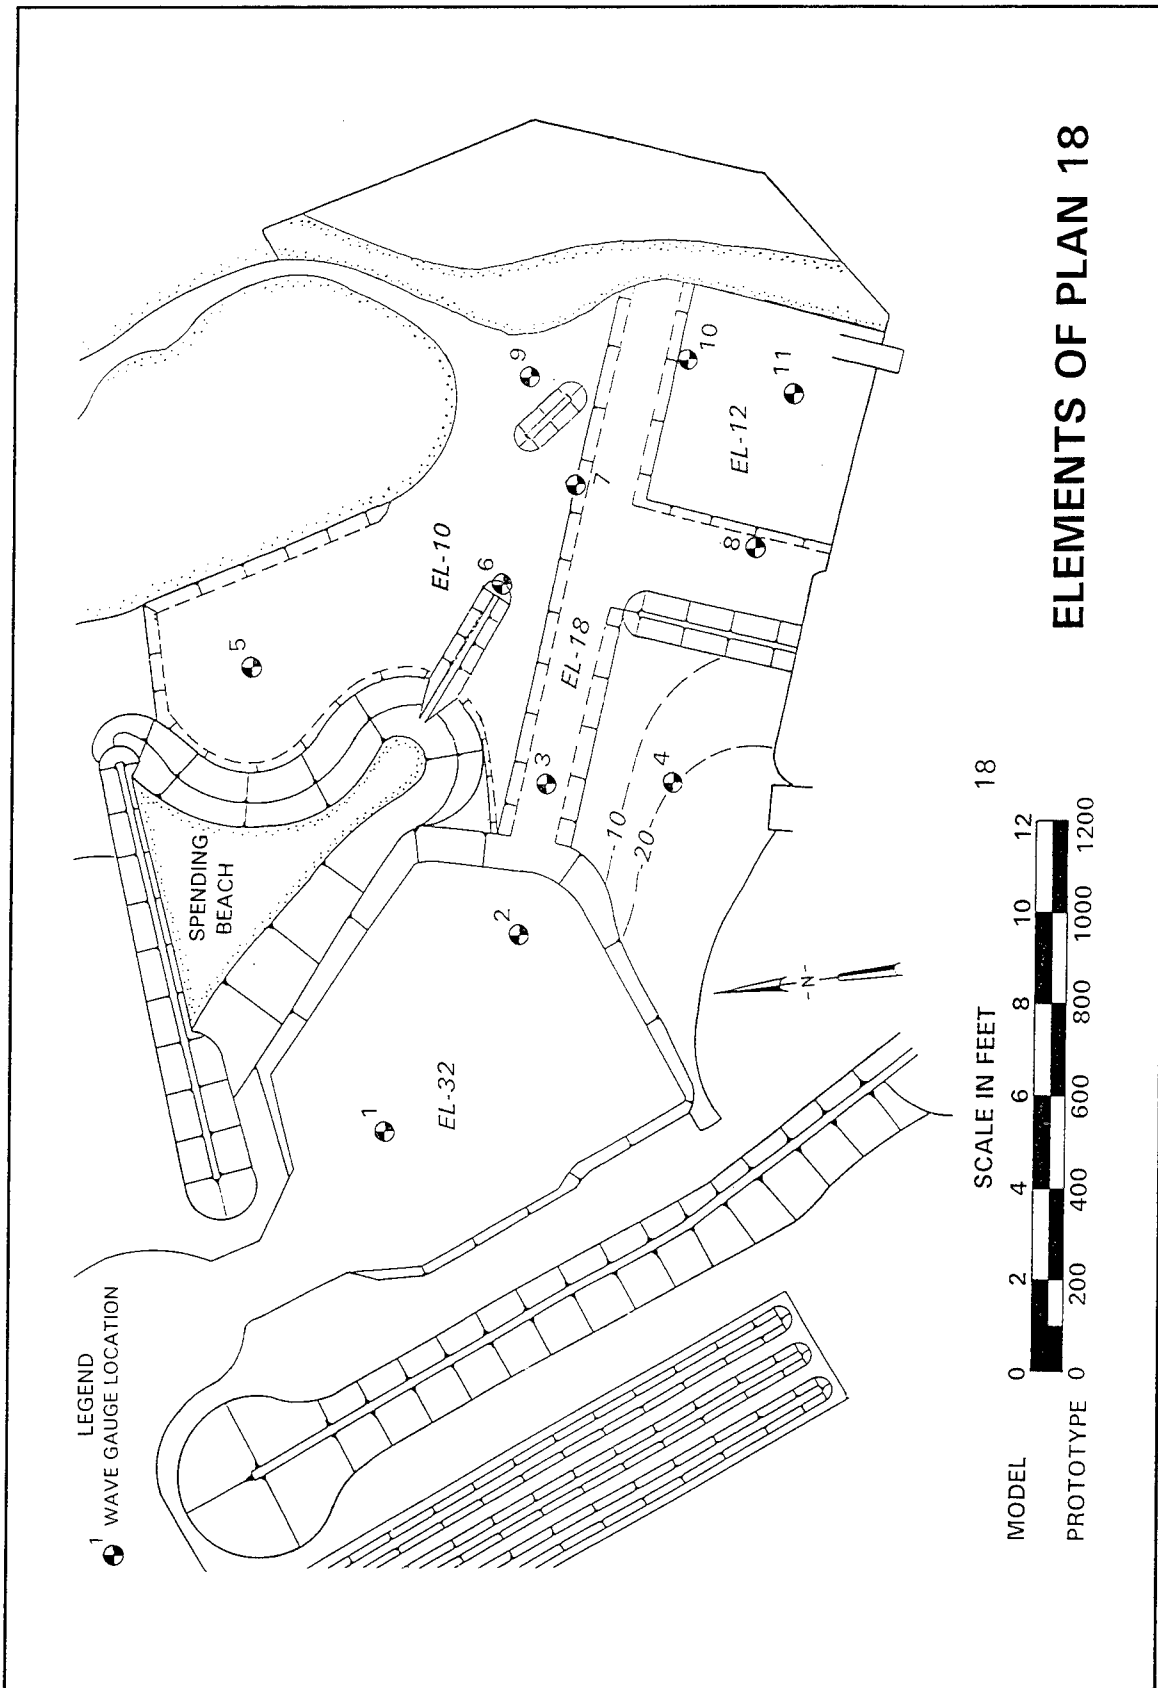 LEGEND
1 WAVE GAUGE LOCATION
SPENDING
BEACH
5
6
9
EL-10
1
EL-32
2
3
EL-18
7
10
4
-10
-20
8
EL-12
11
-N-
SCALE IN FEET
18
MODEL 0 2 4 6 8 10 12
PROTOTYPE 0 200 400 600 800 1000 1200
ELEMENTS OF PLAN 18